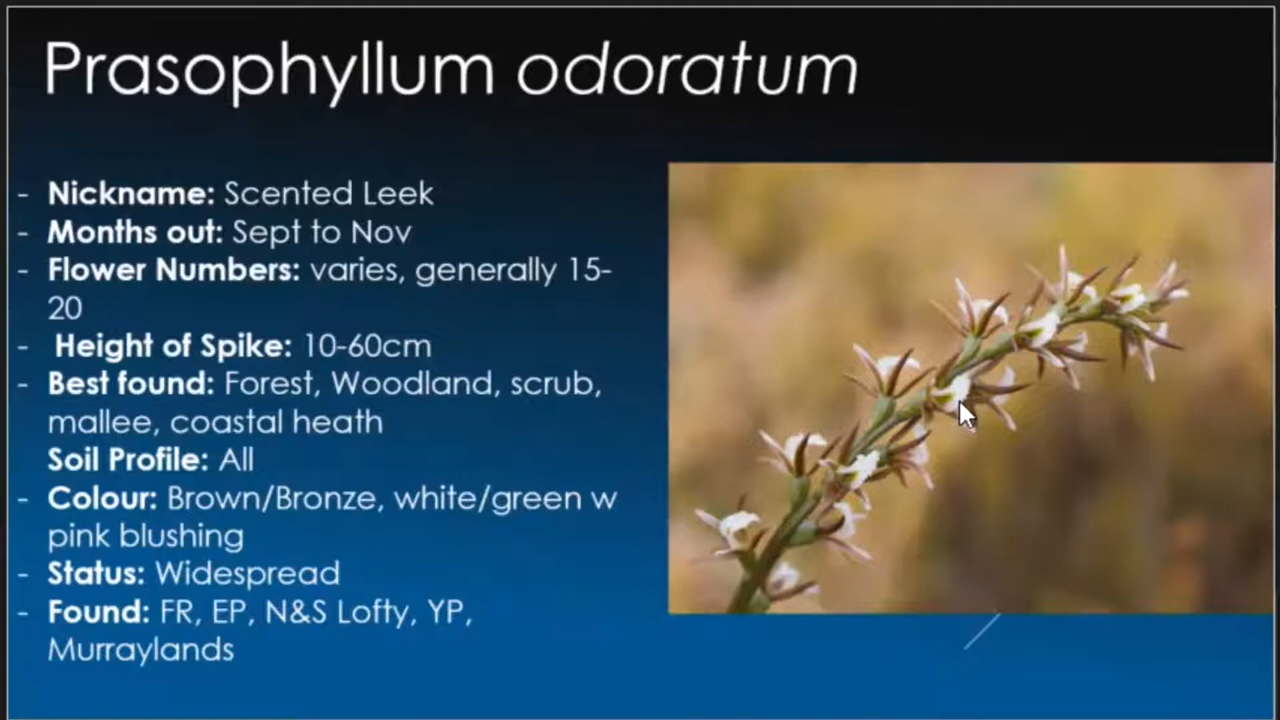 Prasophyllum odoratum
- Nickname: Scented Leek
- Months out: Sept to Nov
- Flower Numbers: varies, generally 15-
20
- Height of Spike: 10-60cm
- Best found: Forest, Woodland, scrub,
mallee, coastal heath
Soil Profile: All
- Colour: Brown/Bronze, white/green w
pink blushing
- Status: Widespread
- Found: FR, EP, N&S Lofty, YP,
Murraylands